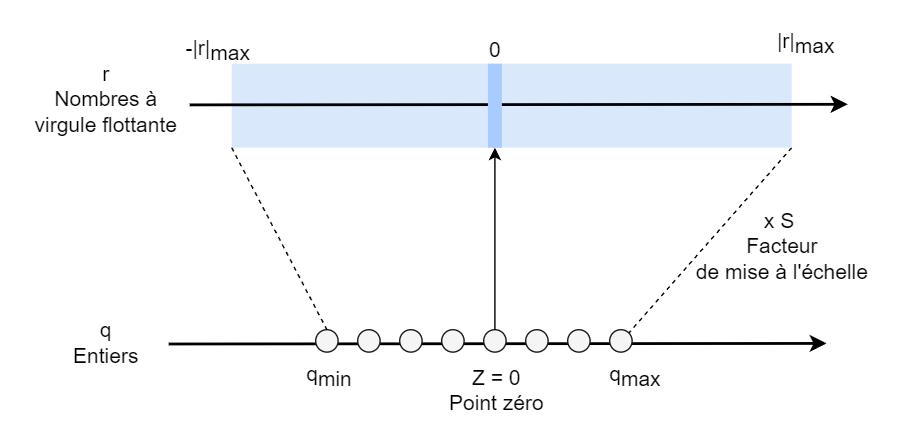 -|r|max
0
|r|max
r
Nombres à
virgule flottante
x S
Facteur
de mise à l'échelle
q
Entiers
qmin
Z = 0
qmax
Point zéro